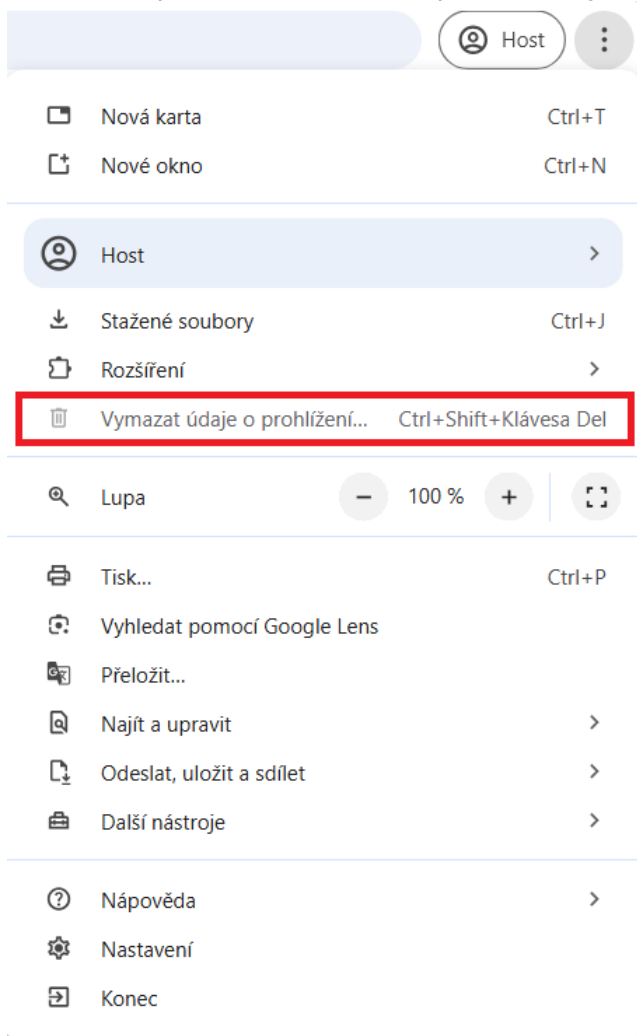 Host
Nová karta Ctrl+T
Nové okno Ctrl+N
Host
Stažené soubory Ctrl+J
Rozšíření
Vymazat údaje o prohlížení... Ctrl+Shift+Klávesa Del
Lupa − 100 % +
Tisk... Ctrl+P
Vyhledat pomocí Google Lens
Přeložit...
Najít a upravit
Odeslat, uložit a sdílet
Další nástroje
Nápověda
Nastavení
Konec